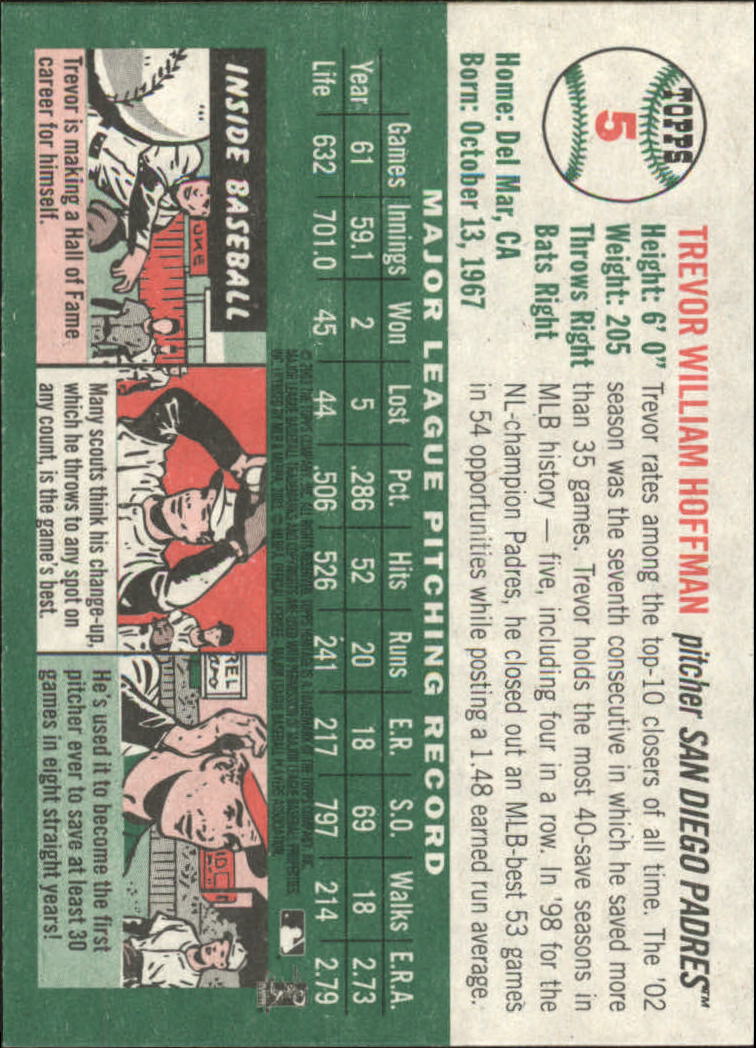 TOPPS
5
TREVOR WILLIAM HOFFMAN pitcher SAN DIEGO PADRES™
Height: 6' 0"
Weight: 205
Throws Right
Bats Right
Home: Del Mar, CA
Born: October 13, 1967
Trevor rates among the top-10 closers of all time. The '02
season was the seventh consecutive in which he saved more
than 35 games. Trevor holds the most 40-save seasons in
MLB history — five, including four in a row. In '98 for the
NL-champion Padres, he closed out an MLB-best 53 games
in 54 opportunities while posting a 1.48 earned run average.
MAJOR LEAGUE PITCHING RECORD
Games Innings Won Lost Pct. Hits Runs E.R. S.O. Walks E.R.A.
Year 61 59.1 2 5 .286 52 20 18 69 18 2.73
Life 632 701.0 45 44 .506 526 241 217 797 214 2.79
INSIDE BASEBALL
Trevor is making a Hall of Fame
career for himself.
Many scouts think his change-up,
which he throws to any spot on
any count, is the game's best.
He's used it to become the first
pitcher ever to save at least 30
games in eight straight years!